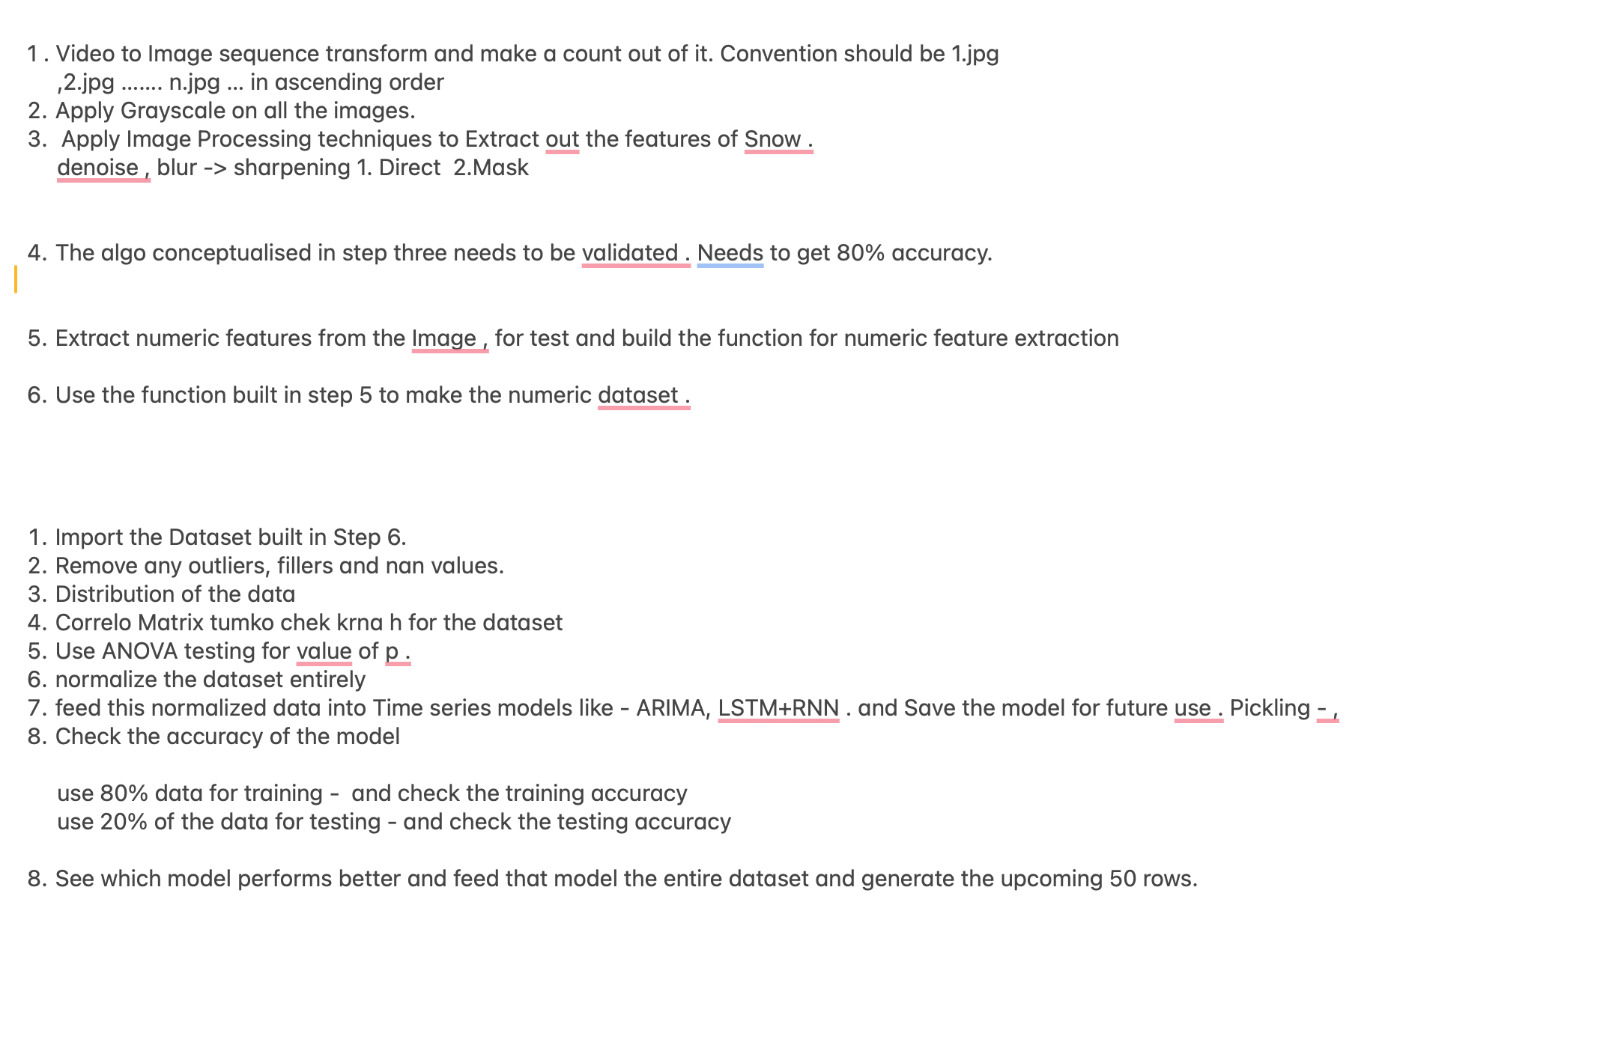 1. Video to Image sequence transform and make a count out of it. Convention should be 1.jpg
,2.jpg ....... n.jpg ... in ascending order
2. Apply Grayscale on all the images.
3. Apply Image Processing techniques to Extract out the features of Snow .
denoise , blur -> sharpening 1. Direct 2.Mask
4. The algo conceptualised in step three needs to be validated . Needs to get 80% accuracy.
5. Extract numeric features from the Image , for test and build the function for numeric feature extraction
6. Use the function built in step 5 to make the numeric dataset .
1. Import the Dataset built in Step 6.
2. Remove any outliers, fillers and nan values.
3. Distribution of the data
4. Correlo Matrix tumko chek krna h for the dataset
5. Use ANOVA testing for value of p .
6. normalize the dataset entirely
7. feed this normalized data into Time series models like - ARIMA, LSTM+RNN . and Save the model for future use . Pickling - ,
8. Check the accuracy of the model
use 80% data for training - and check the training accuracy
use 20% of the data for testing - and check the testing accuracy
8. See which model performs better and feed that model the entire dataset and generate the upcoming 50 rows.